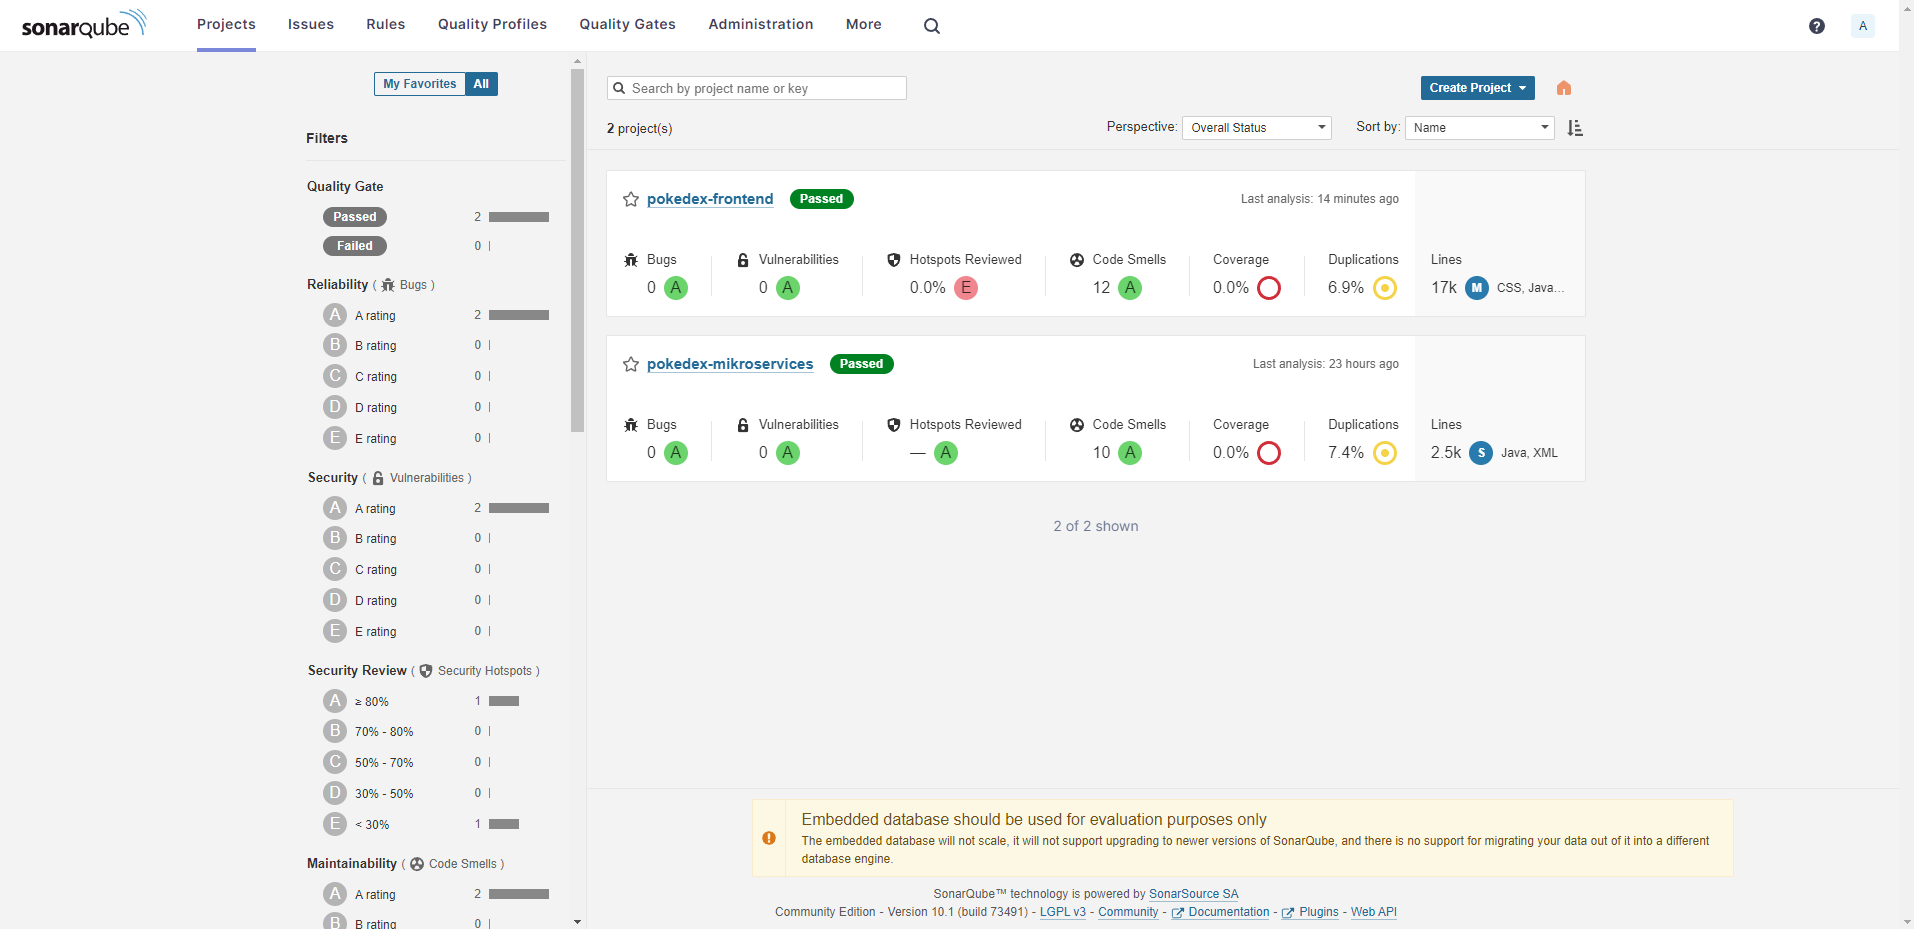 sonarqube
Projects Issues Rules Quality Profiles Quality Gates Administration More
A
My Favorites All
Filters
Quality Gate
Passed 2
Failed 0
Reliability ( Bugs )
A A rating 2
B B rating 0
C C rating 0
D D rating 0
E E rating 0
Security ( Vulnerabilities )
A A rating 2
B B rating 0
C C rating 0
D D rating 0
E E rating 0
Security Review ( Security Hotspots )
A ≥ 80% 1
B 70% - 80% 0
C 50% - 70% 0
D 30% - 50% 0
E < 30% 1
Maintainability ( Code Smells )
A A rating 2
B B rating 0
Search by project name or key
Create Project
2 project(s)
Perspective: Overall Status Sort by: Name
pokedex-frontend Passed Last analysis: 14 minutes ago
Bugs Vulnerabilities Hotspots Reviewed Code Smells Coverage Duplications Lines
0 A 0 A 0.0% E 12 A 0.0% 6.9% 17k M CSS, Java...
pokedex-mikroservices Passed Last analysis: 23 hours ago
Bugs Vulnerabilities Hotspots Reviewed Code Smells Coverage Duplications Lines
0 A 0 A — A 10 A 0.0% 7.4% 2.5k S Java, XML
2 of 2 shown
Embedded database should be used for evaluation purposes only
The embedded database will not scale, it will not support upgrading to newer versions of SonarQube, and there is no support for migrating your data out of it into a different
database engine.
SonarQube™ technology is powered by SonarSource SA
Community Edition - Version 10.1 (build 73491) - LGPL v3 - Community - Documentation - Plugins - Web API